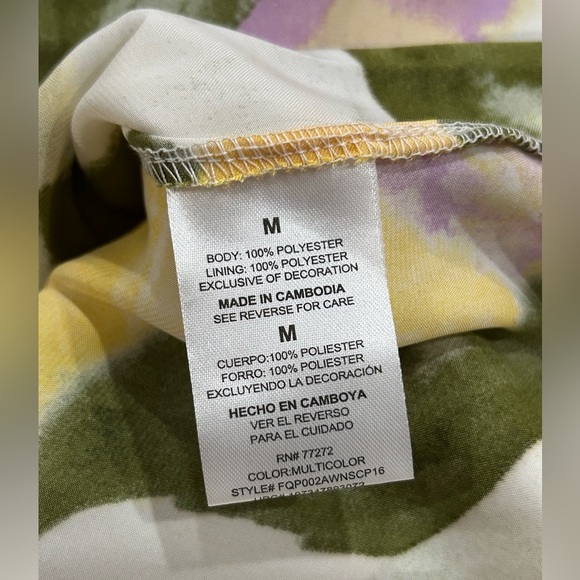 M
BODY: 100% POLYESTER
LINING: 100% POLYESTER
EXCLUSIVE OF DECORATION
MADE IN CAMBODIA
SEE REVERSE FOR CARE
M
CUERPO:100% POLIESTER
FORRO: 100% POLIESTER
EXCLUYENDO LA DECORACIÓN
HECHO EN CAMBOYA
VER EL REVERSO
PARA EL CUIDADO
RN# 77272
COLOR:MULTICOLOR
STYLE# FQP002AWNSCP16